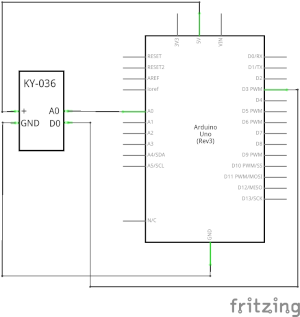 3V3
5V
VIN
KY-036
+
A0
GND
D0
RESET
RESET2
AREF
ioref
A0
A1
A2
A3
A4/SDA
A5/SCL
N/C
Arduino
Uno
(Rev3)
D0/RX
D1/TX
D2
D3 PWM
D4
D5 PWM
D6 PWM
D7
D8
D9 PWM
D10 PWM/SS
D11 PWM/MOSI
D12/MISO
D13/SCK
GND
fritzing